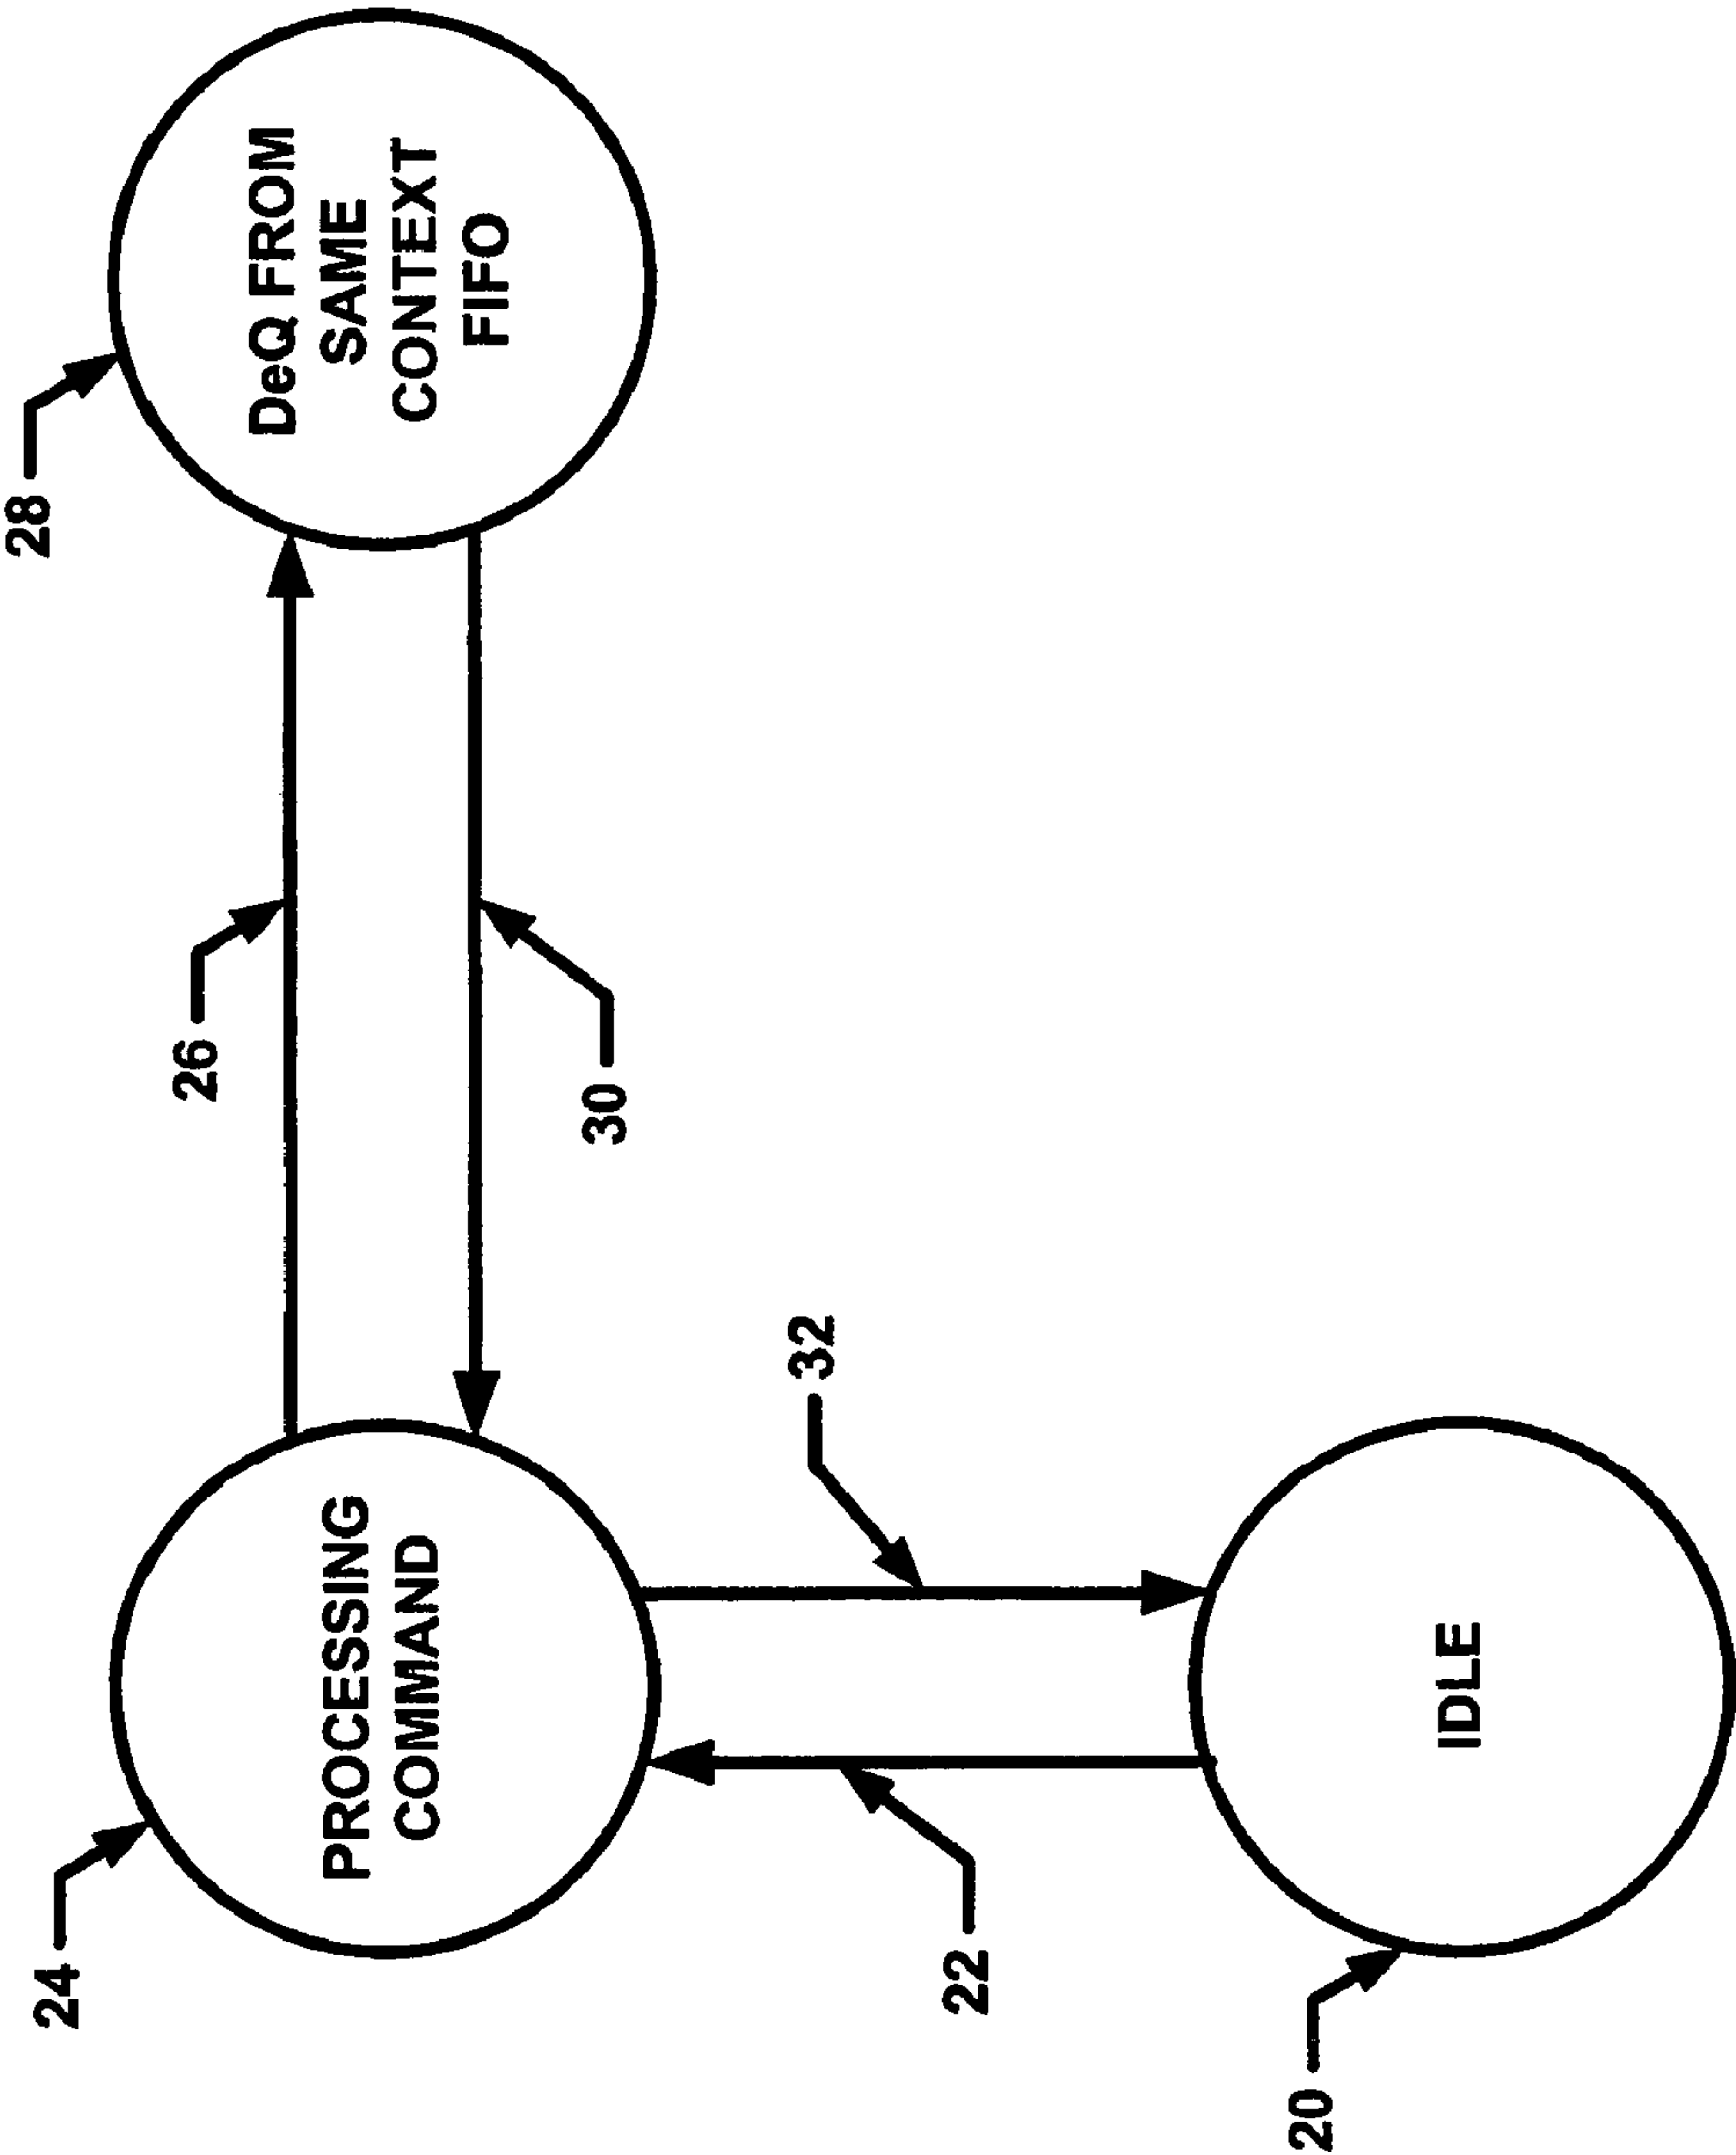 24
PROCESSING
COMMAND
26
28
DeQ FROM
SAME
CONTEXT
FIFO
30
22
32
20
IDLE